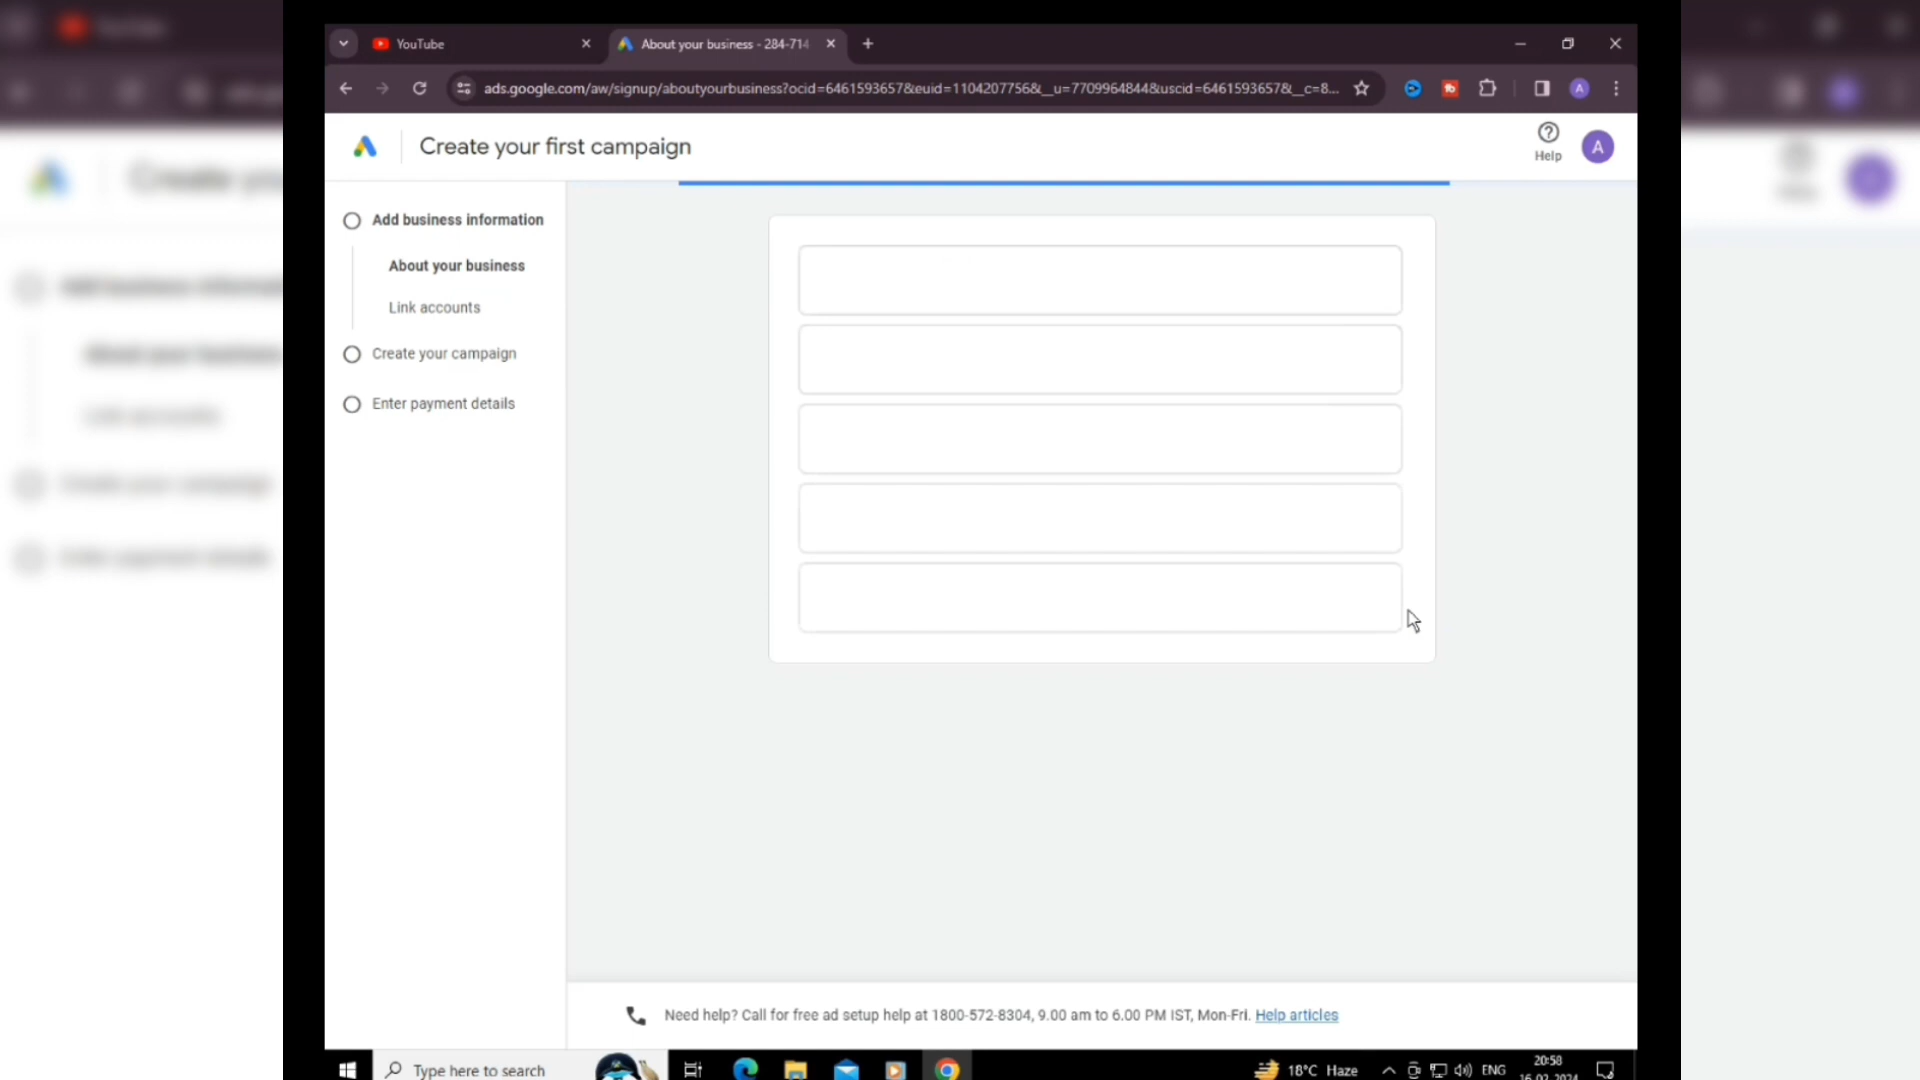 YouTube
About your business - 284-714
ads.google.com/aw/signup/aboutyourbusiness?ocid=6461593657&euid=1104207756&__u=7709964844&uscid=6461593657&__c=8...
A
Create your first campaign
Help
A
Add business information
About your business
Link accounts
Create your campaign
Enter payment details
Need help? Call for free ad setup help at 1800-572-8304, 9.00 am to 6.00 PM IST, Mon-Fri. Help articles
Type here to search
18°C Haze
ENG
20:58
16-02-2024